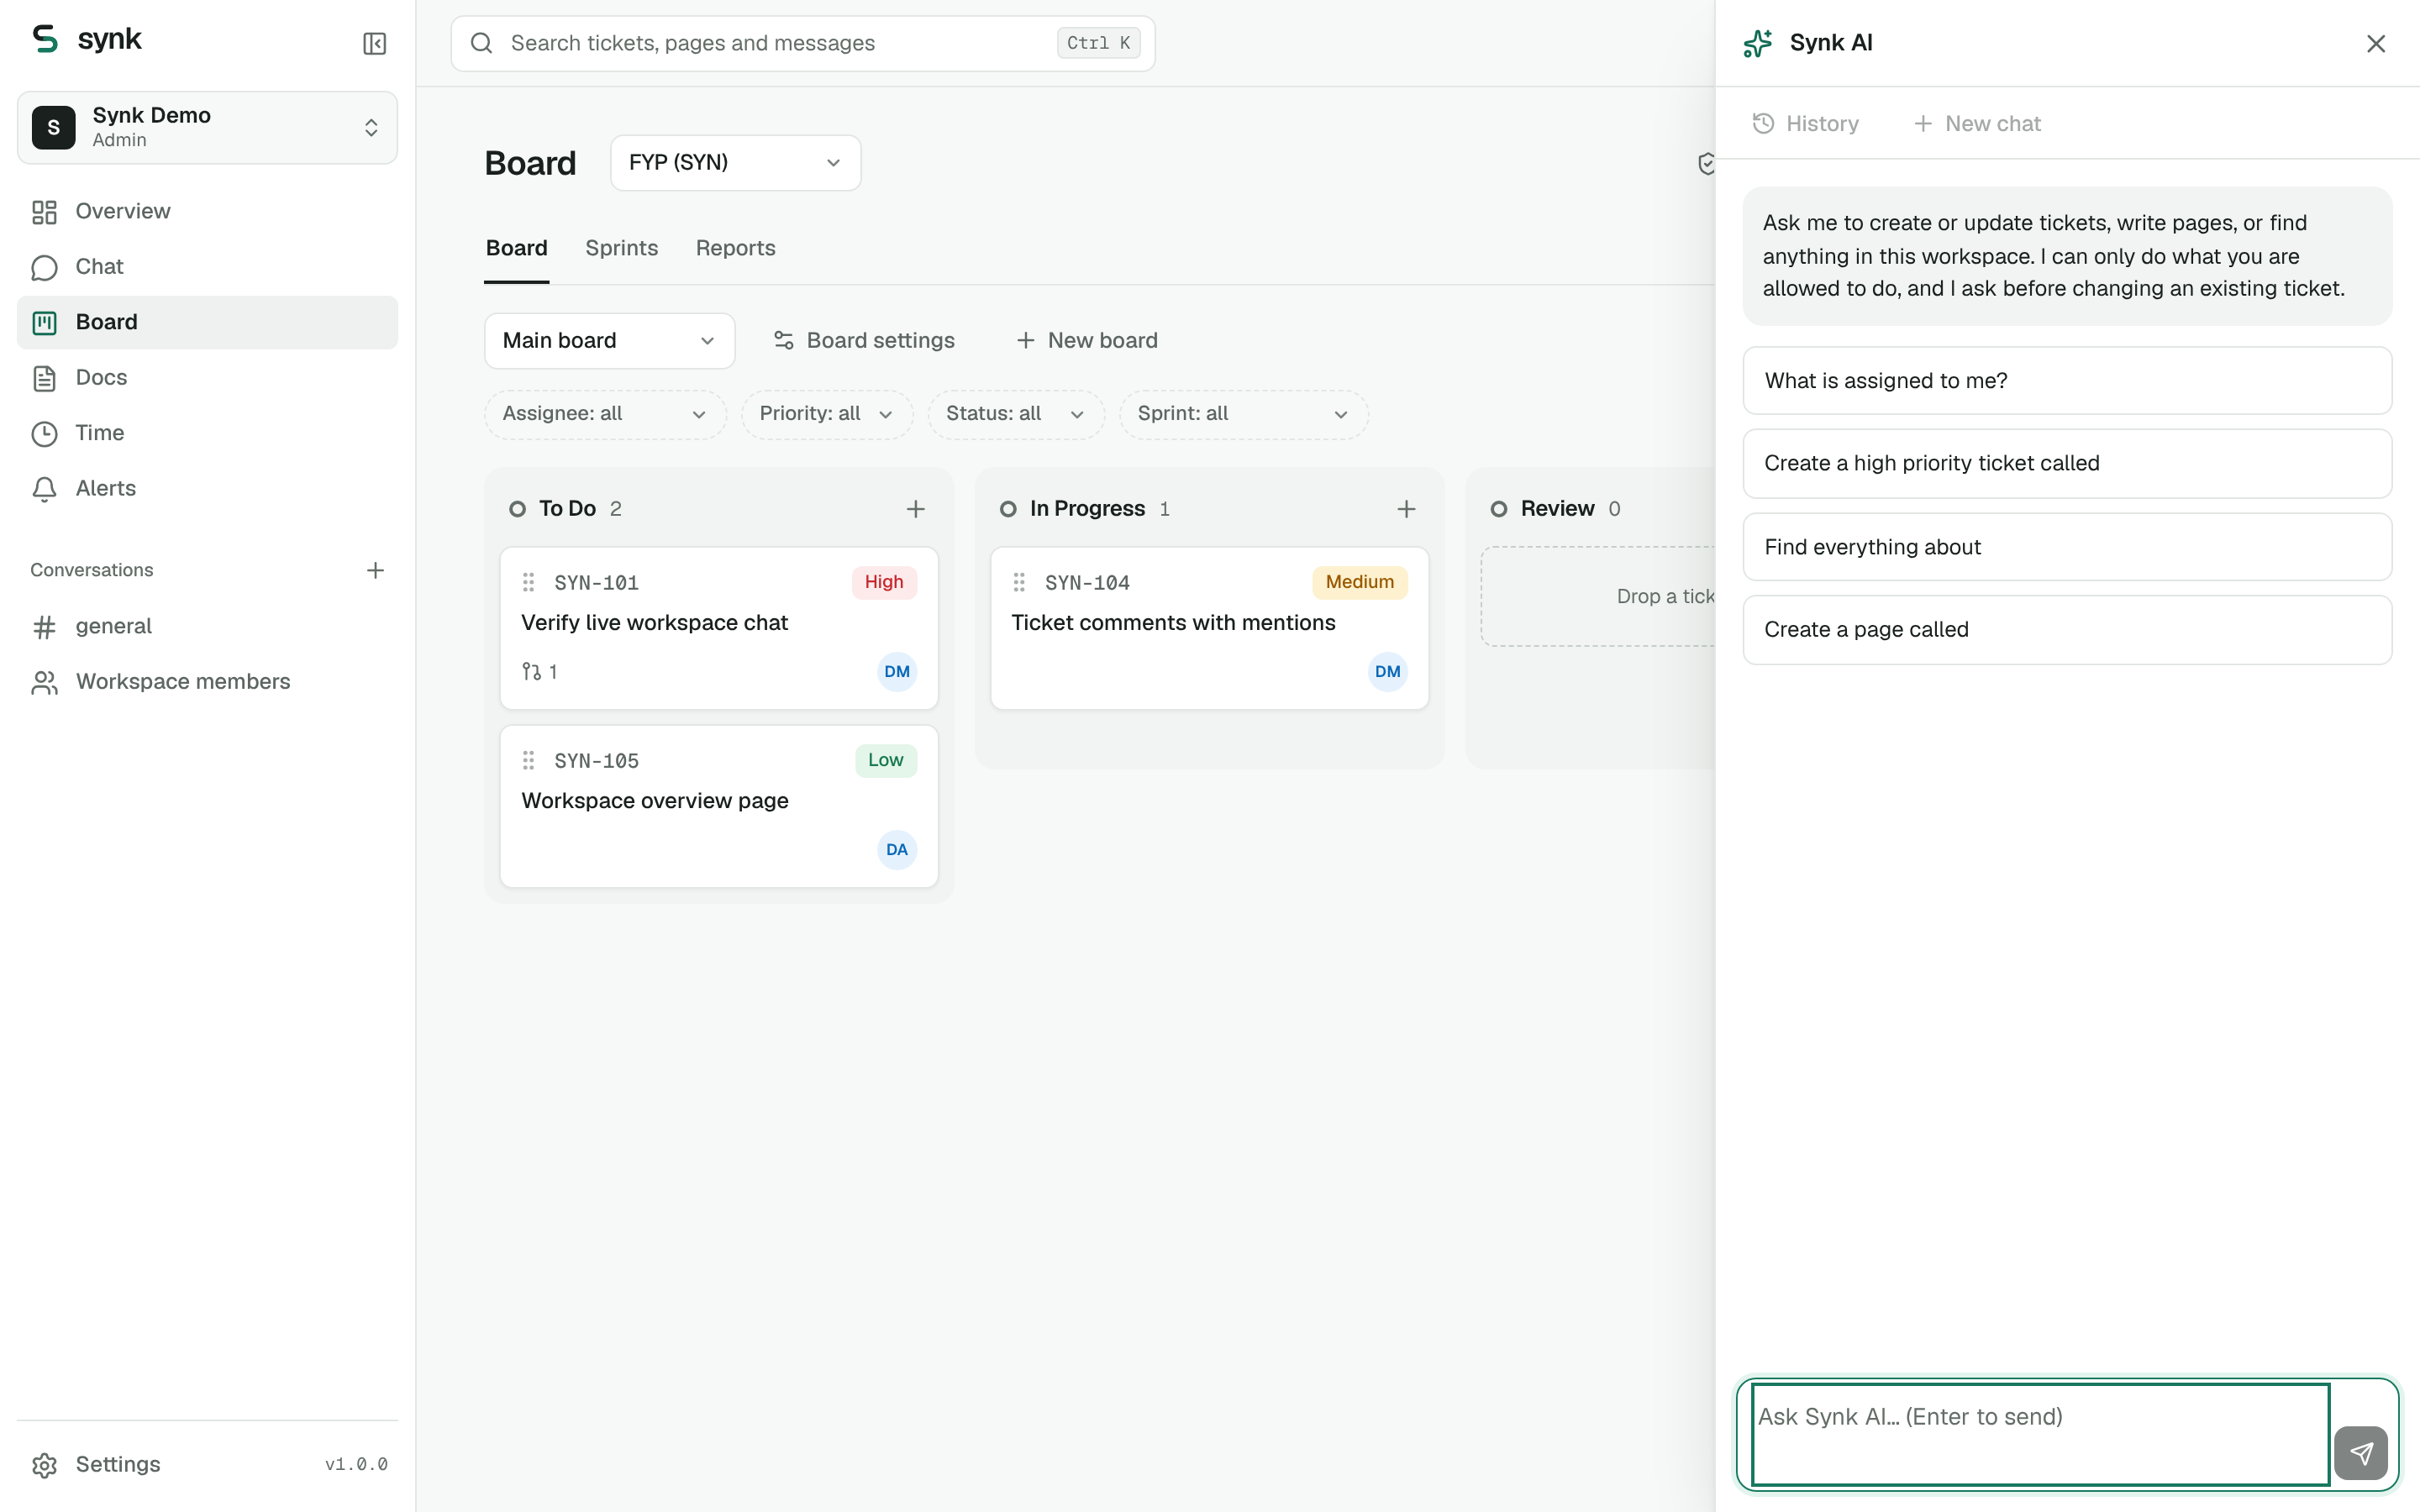 synk
S
Synk Demo
Admin
Overview
Chat
Board
Docs
Time
Alerts
Conversations
general
Workspace members
Settings
v1.0.0
Search tickets, pages and messages
Ctrl K
Board
FYP (SYN)
Board
Sprints
Reports
Main board
Board settings
New board
Assignee: all
Priority: all
Status: all
Sprint: all
To Do 2
SYN-101
High
Verify live workspace chat
1
DM
SYN-105
Low
Workspace overview page
DA
In Progress 1
SYN-104
Medium
Ticket comments with mentions
DM
Review 0
Drop a tick
Synk AI
History
New chat
Ask me to create or update tickets, write pages, or find
anything in this workspace. I can only do what you are
allowed to do, and I ask before changing an existing ticket.
What is assigned to me?
Create a high priority ticket called
Find everything about
Create a page called
Ask Synk AI... (Enter to send)